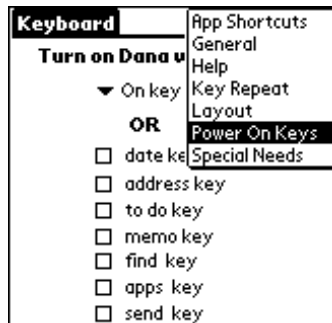 Keyboard
App Shortcuts
General
Help
Key Repeat
Layout
Power On Keys
Special Needs
Turn on Dana
▼ On key
OR
date
address key
to do key
memo key
find key
apps key
send key